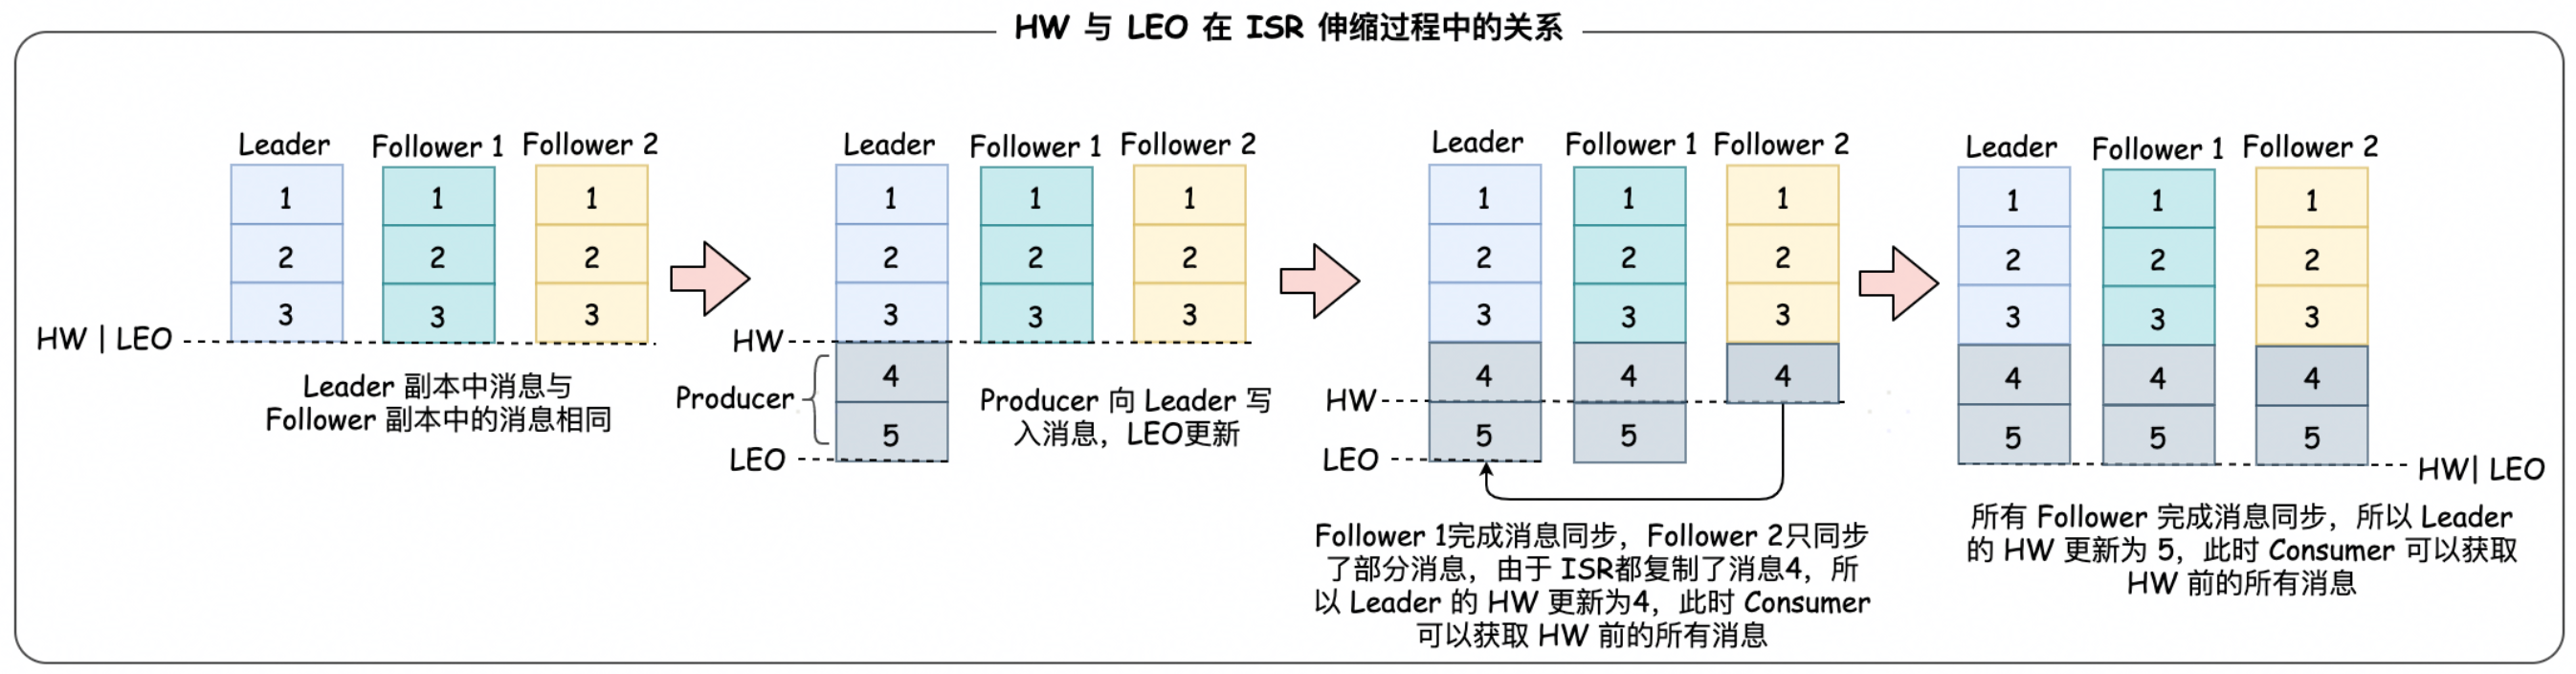 HW 与 LEO 在 ISR 伸缩过程中的关系
Leader
Follower 1
Follower 2
1
1
1
2
2
2
3
3
3
HW | LEO
Leader 副本中消息与
Follower 副本中的消息相同
Leader
Follower 1
Follower 2
1
1
1
2
2
2
3
3
3
HW
4
Producer
5
LEO
Producer 向 Leader 写
入消息，LEO更新
Leader
Follower 1
Follower 2
1
1
1
2
2
2
3
3
3
4
4
4
HW
5
5
LEO
Follower 1完成消息同步，Follower 2只同步
了部分消息，由于 ISR都复制了消息4，所
以 Leader 的 HW 更新为4，此时 Consumer
可以获取 HW 前的所有消息
Leader
Follower 1
Follower 2
1
1
1
2
2
2
3
3
3
4
4
4
5
5
5
HW| LEO
所有 Follower 完成消息同步，所以 Leader
的 HW 更新为 5，此时 Consumer 可以获取
HW 前的所有消息